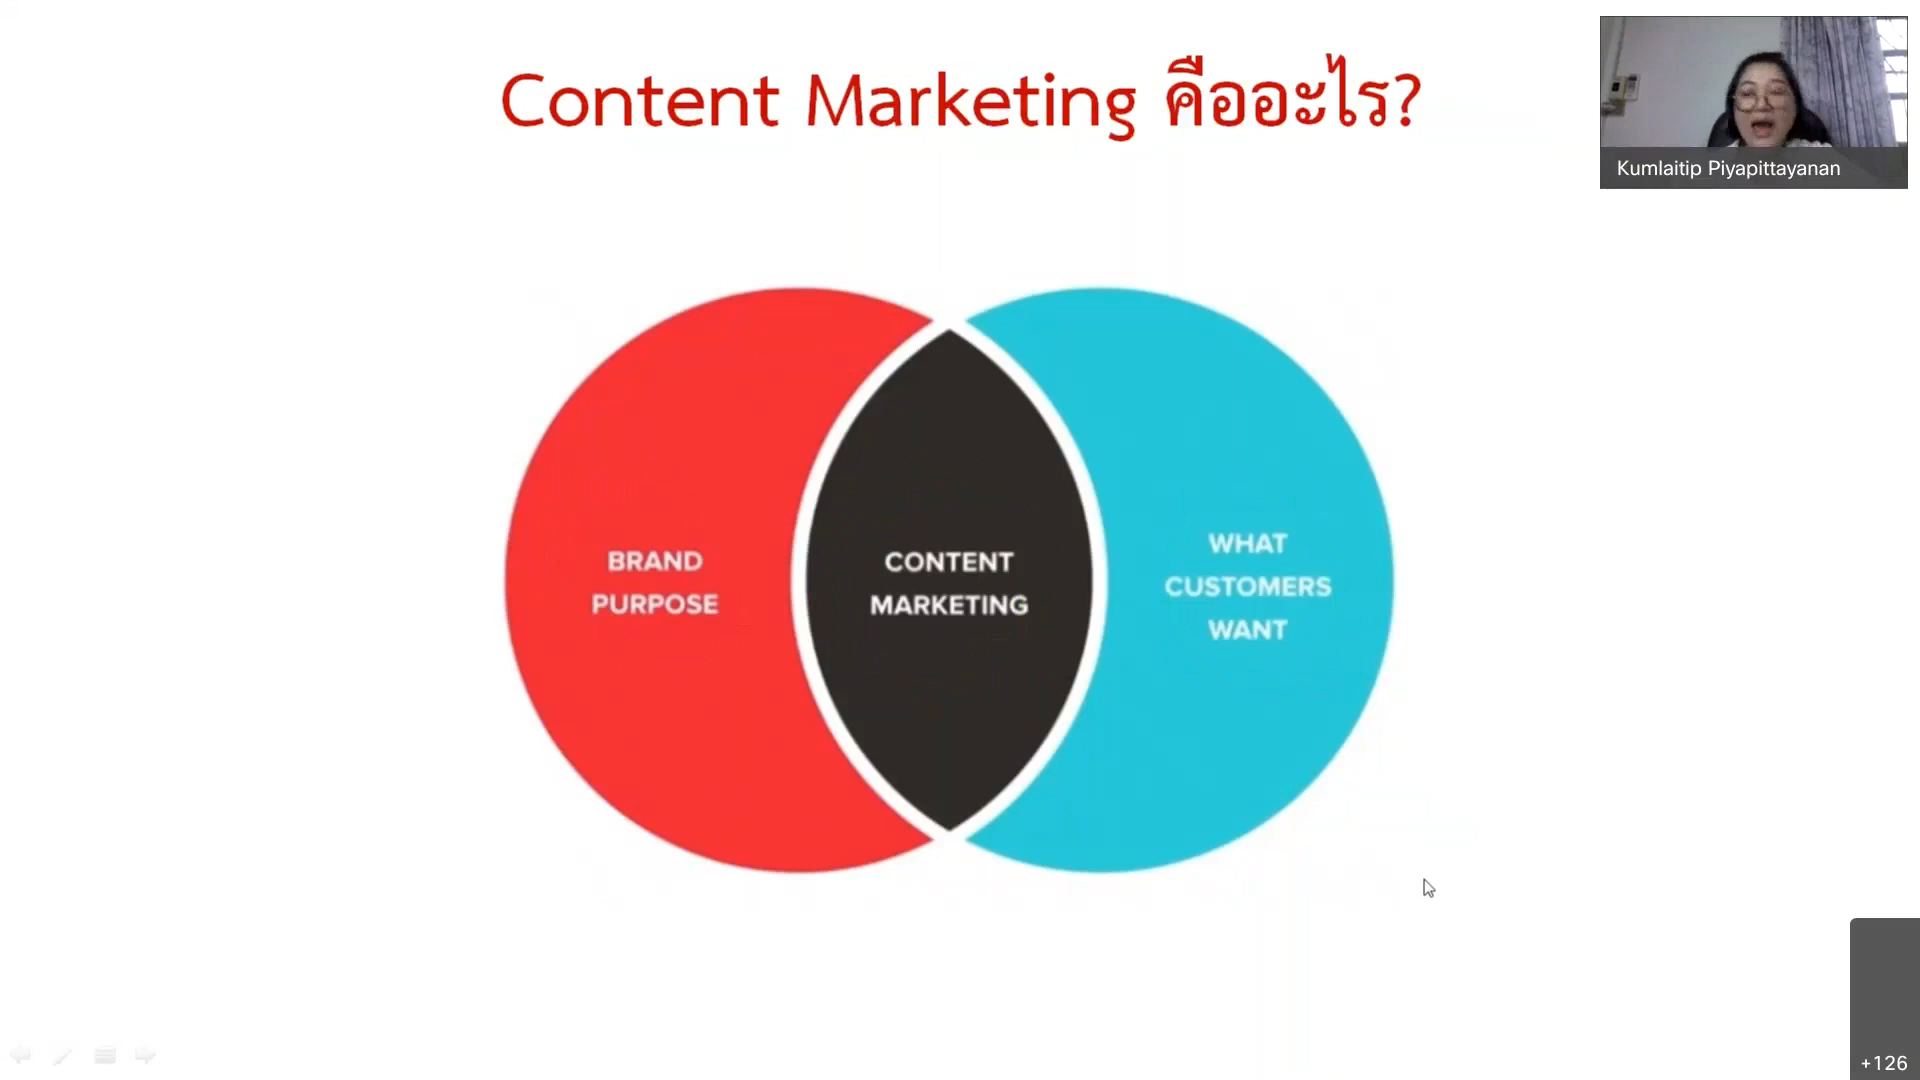 Content Marketing คืออะไร?
Kumlaitip Piyapittayanan
BRAND
PURPOSE
CONTENT
MARKETING
WHAT
CUSTOMERS
WANT
+126